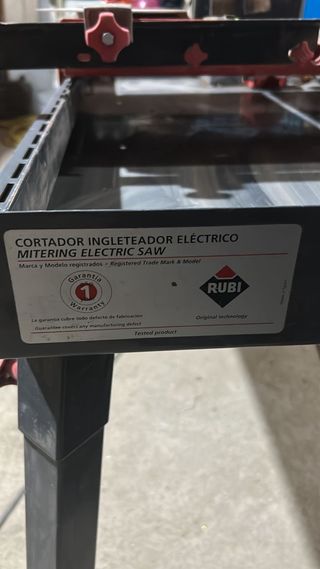 CORTADOR INGLETEADOR ELÉCTRICO
MITERING ELECTRIC SAW
Marca y Modelo registrados - Registered Trade Mark & Model
Garantía
1
Warranty
RUBI
La garantía cubre todo defecto de fabricación
Guarantee covers any manufacturing defect
Original technology
Tested product